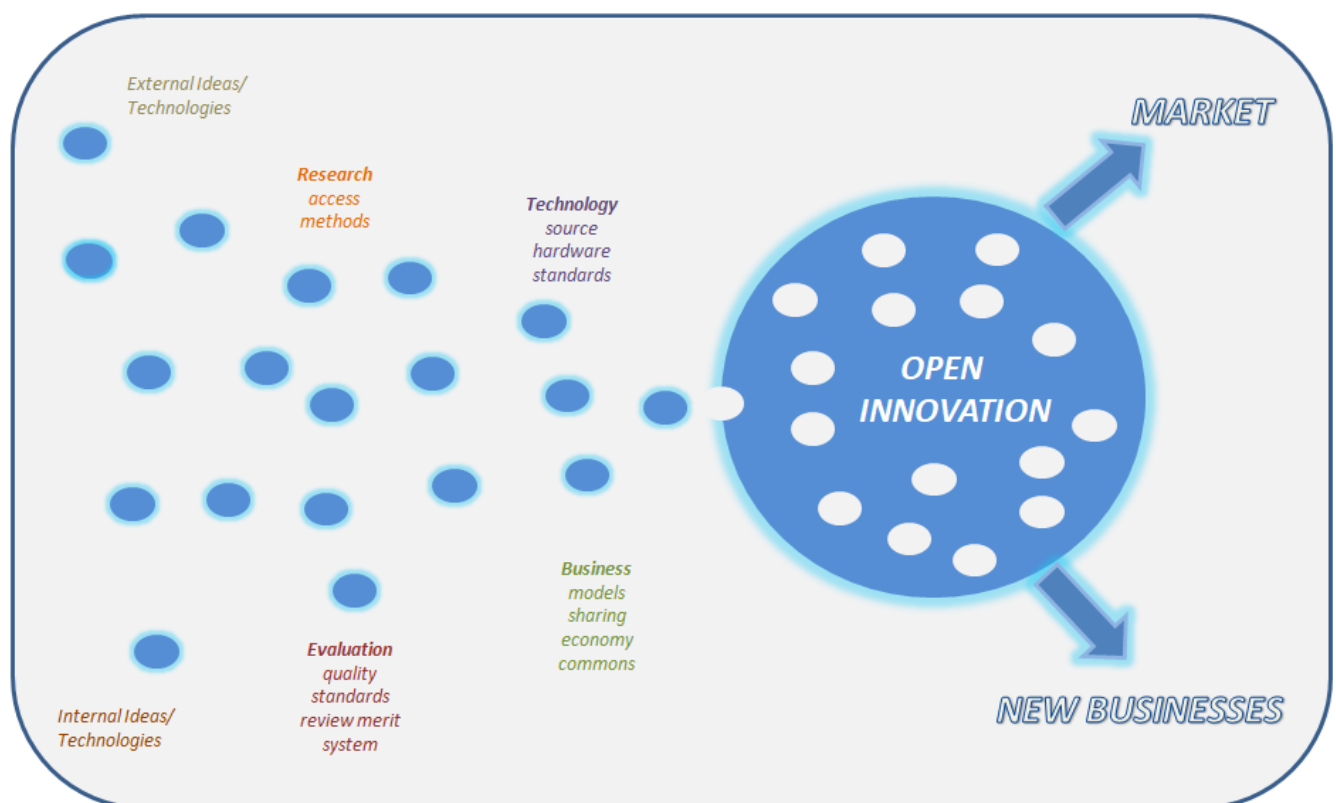 External Ideas/
Technologies
Research
access
methods
Technology
source
hardware
standards
MARKET
OPEN
INNOVATION
Business
models
sharing
economy
commons
Evaluation
quality
standards
review merit
system
Internal Ideas/
Technologies
NEW BUSINESSES